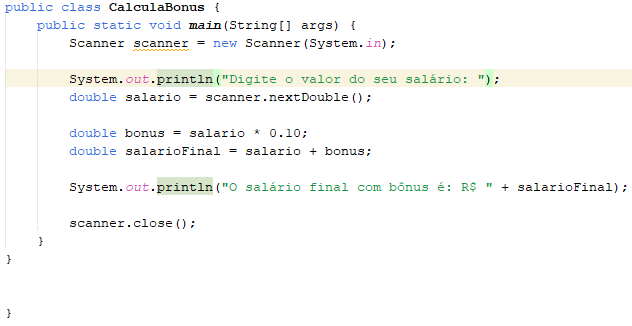 public class CalculaBonus {
    public static void main(String[] args) {
        Scanner scanner = new Scanner(System.in);
        System.out.println("Digite o valor do seu salário: ");
        double salario = scanner.nextDouble();
        double bonus = salario * 0.10;
        double salarioFinal = salario + bonus;
        System.out.println("O salário final com bônus é: R$ " + salarioFinal);
        scanner.close();
    }
}
}